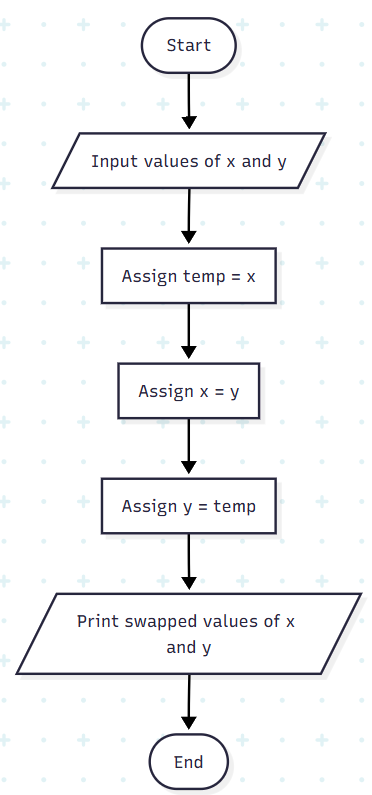 Start
Input values of x and y
Assign temp = x
Assign x = y
Assign y = temp
Print swapped values of x
and y
End